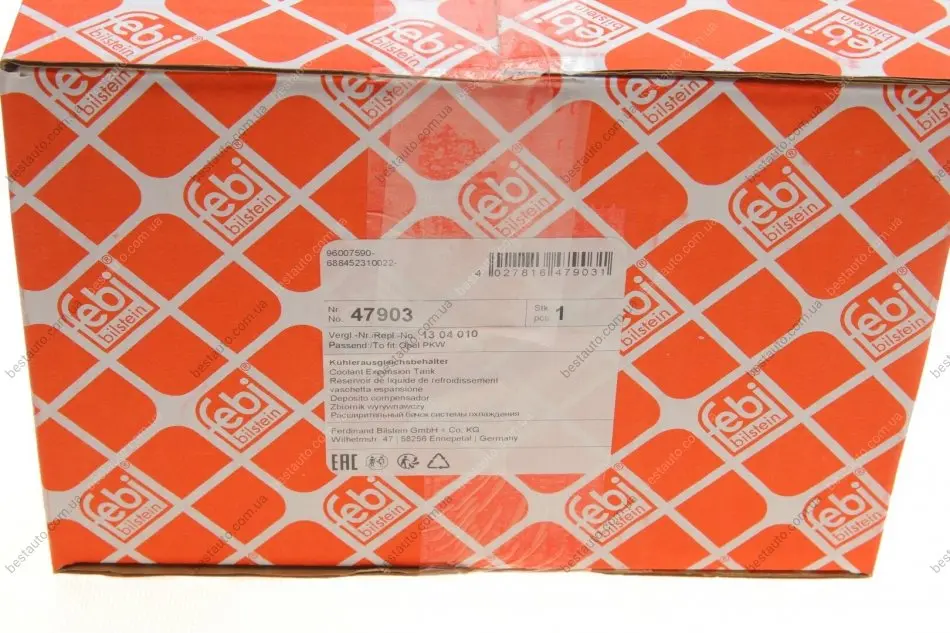 febi
bilstein
96007590-
688452310022-
4 027816 479031
Nr.
No. 47903
Stk
pcs 1
Vergl.-Nr./Repl.-No. 13 04 010
Passend /To fit Opel PKW
Kühlerausgleichsbehälter
Coolant Expansion Tank
Reservoir de liquide de refroidissement
vaschetta espansione
Deposito compensador
Zbiornik wyrywnawczy
Расширительный бачок системы охлаждения
Ferdinand Bilstein GmbH + Co. KG
Wilhelmstr. 47 | 58256 Ennepetal | Germany
EAC
bestauto.com.ua